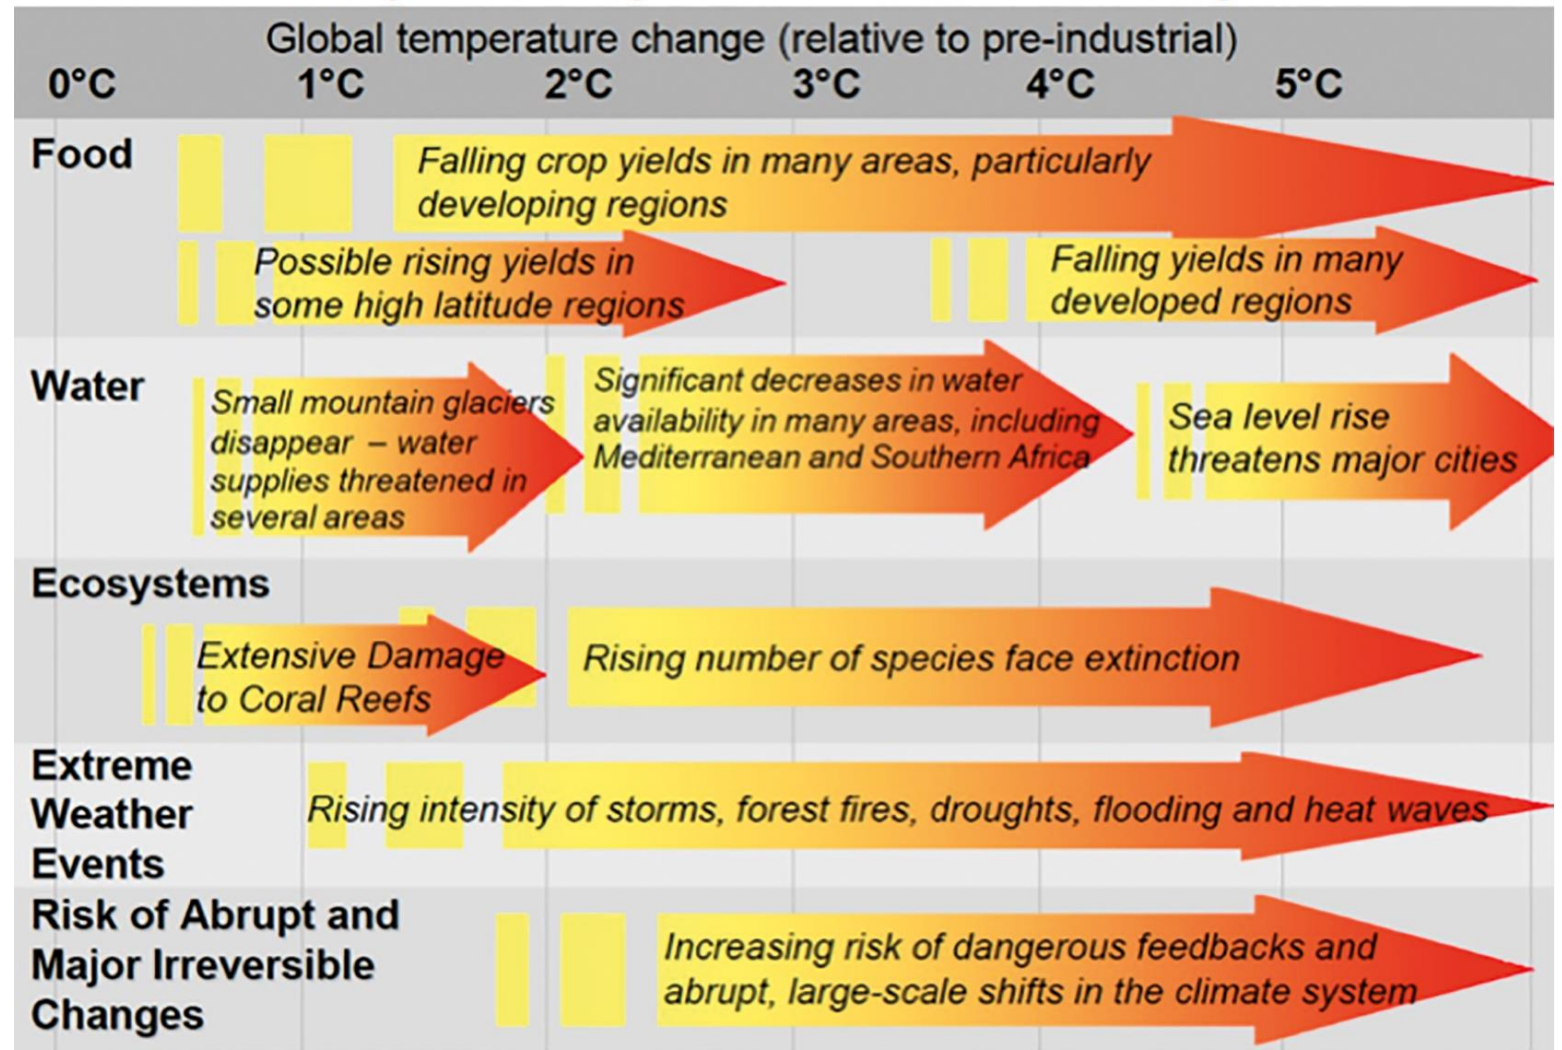 Global temperature change (relative to pre-industrial)
0°C 1°C 2°C 3°C 4°C 5°C
Food
Falling crop yields in many areas, particularly
developing regions
Possible rising yields in
some high latitude regions
Falling yields in many
developed regions
Water
Small mountain glaciers
disappear – water
supplies threatened in
several areas
Significant decreases in water
availability in many areas, including
Mediterranean and Southern Africa
Sea level rise
threatens major cities
Ecosystems
Extensive Damage
to Coral Reefs
Rising number of species face extinction
Extreme
Weather
Events
Rising intensity of storms, forest fires, droughts, flooding and heat waves
Risk of Abrupt and
Major Irreversible
Changes
Increasing risk of dangerous feedbacks and
abrupt, large-scale shifts in the climate system